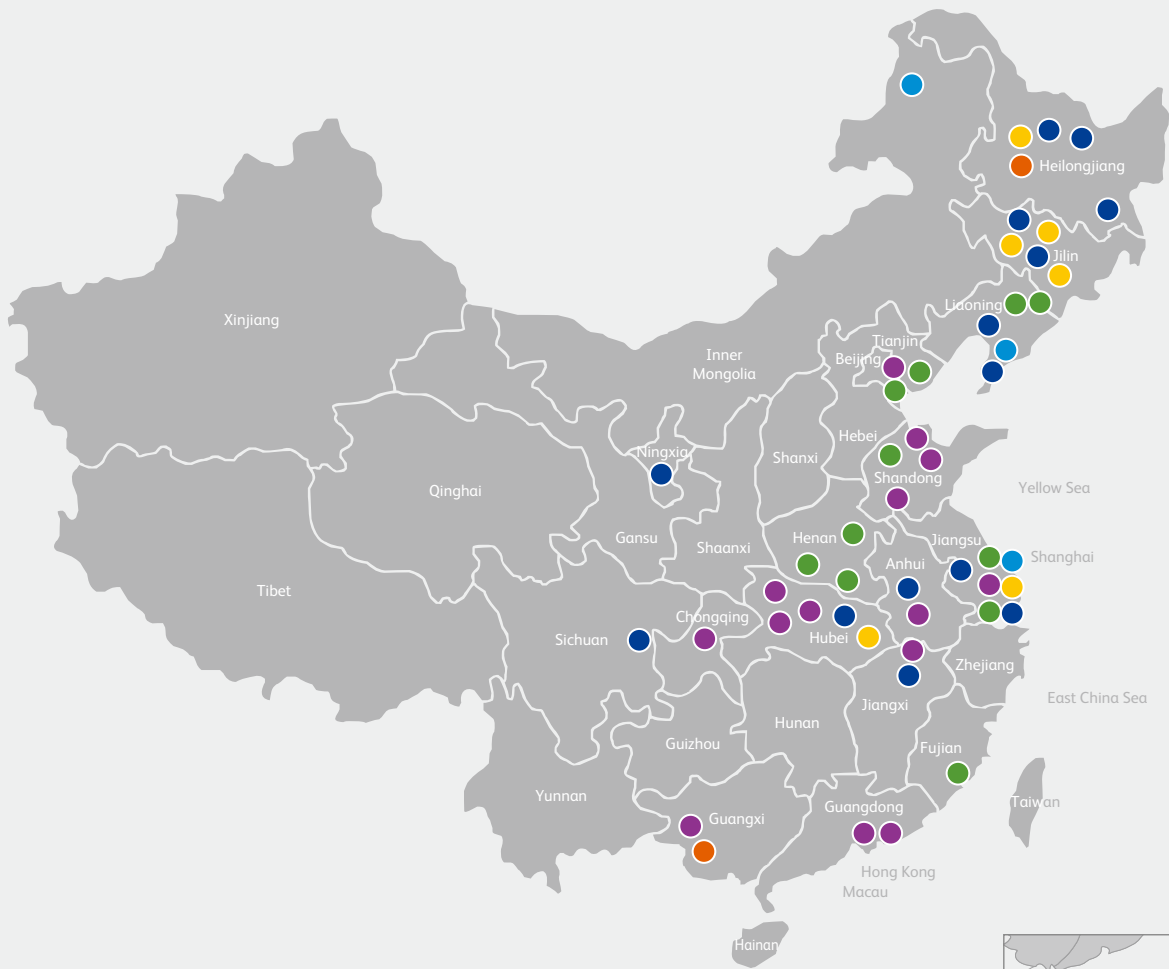 Heilongjiang
Jilin
Liaoning
Xinjiang
Tianjin
Inner
Mongolia
Beijing
Hebei
Ningxia
Shanxi
Shandong
Qinghai
Yellow Sea
Gansu
Shaanxi
Henan
Jiangsu
Shanghai
Anhui
Tibet
Chongqing
Sichuan
Hubei
Zhejiang
East China Sea
Jiangxi
Hunan
Guizhou
Fujian
Yunnan
Taiwan
Guangdong
Guangxi
Hong Kong
Macau
Hainan